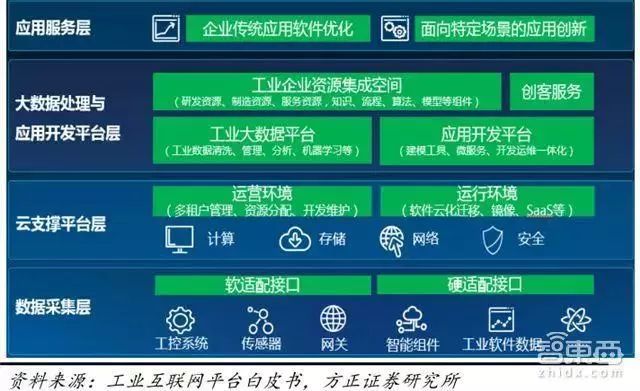 应用服务层
企业传统应用软件优化
面向特定场景的应用创新
大数据处理与
应用开发平台层
工业企业资源集成空间
(研发资源、制造资源、服务资源,知识、流程、算法、模型等组件)
创客服务
工业大数据平台
(工业数据清洗、管理、分析、机器学习等)
应用开发平台
(建模工具、微服务、开发运维一体化)
云支撑平台层
运营环境
(多租户管理、资源分配、开发维护)
运行环境
(软件云化迁移、镜像、SaaS等)
计算
存储
网络
安全
数据采集层
软适配接口
硬适配接口
工控系统
传感器
网关
智能组件
工业软件数据
智东西
zhidx.com
资料来源:工业互联网平台白皮书,方正证券研究所